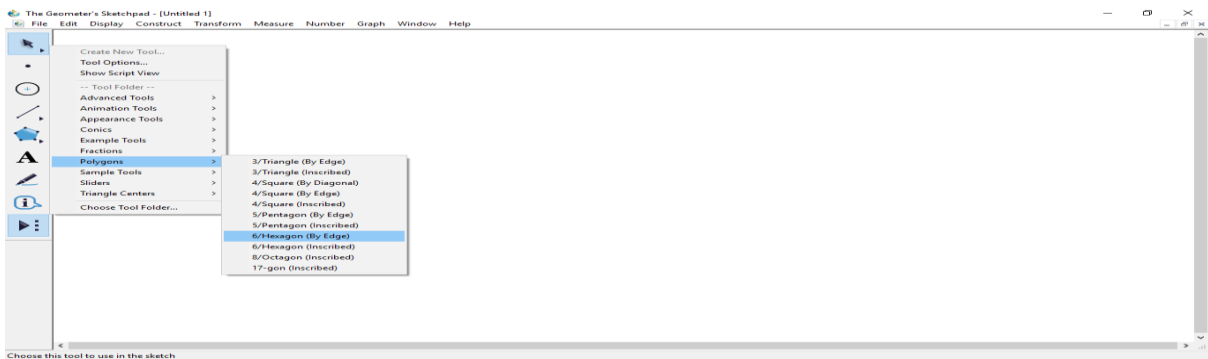 The Geometer's Sketchpad - [Untitled 1]
File Edit Display Construct Transform Measure Number Graph Window Help
Create New Tool...
Tool Options...
Show Script View
-- Tool Folder --
Advanced Tools >
Animation Tools >
Appearance Tools >
Conics >
Example Tools >
Fractions >
Polygons >
Sample Tools >
Sliders >
Triangle Centers >
Choose Tool Folder...
3/Triangle (By Edge)
3/Triangle (Inscribed)
4/Square (By Diagonal)
4/Square (By Edge)
4/Square (Inscribed)
5/Pentagon (By Edge)
5/Pentagon (Inscribed)
6/Hexagon (By Edge)
6/Hexagon (Inscribed)
8/Octagon (Inscribed)
17-gon (Inscribed)
A
i
Choose this tool to use in the sketch